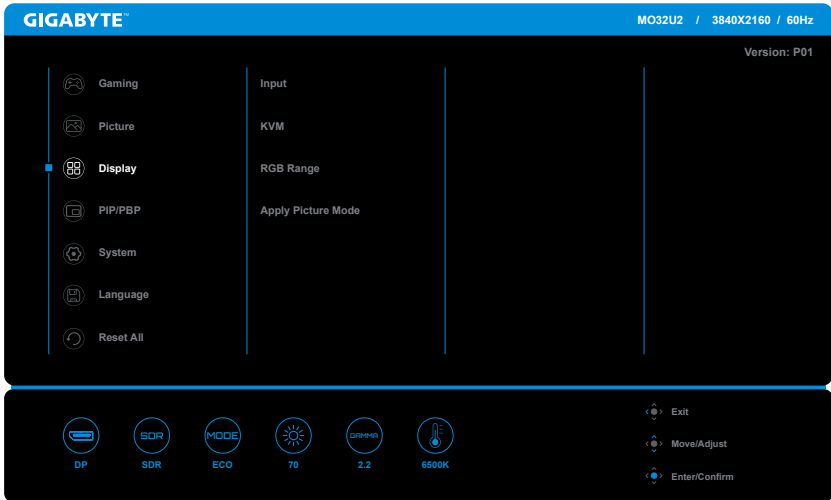 GIGABYTE™
MO32U2 / 3840X2160 / 60Hz
Version: P01
Gaming
Picture
Display
PIP/PBP
System
Language
Reset All
Input
KVM
RGB Range
Apply Picture Mode
SDR
MODE
GAMMA
DP
SDR
ECO
70
2.2
6500K
Exit
Move/Adjust
Enter/Confirm